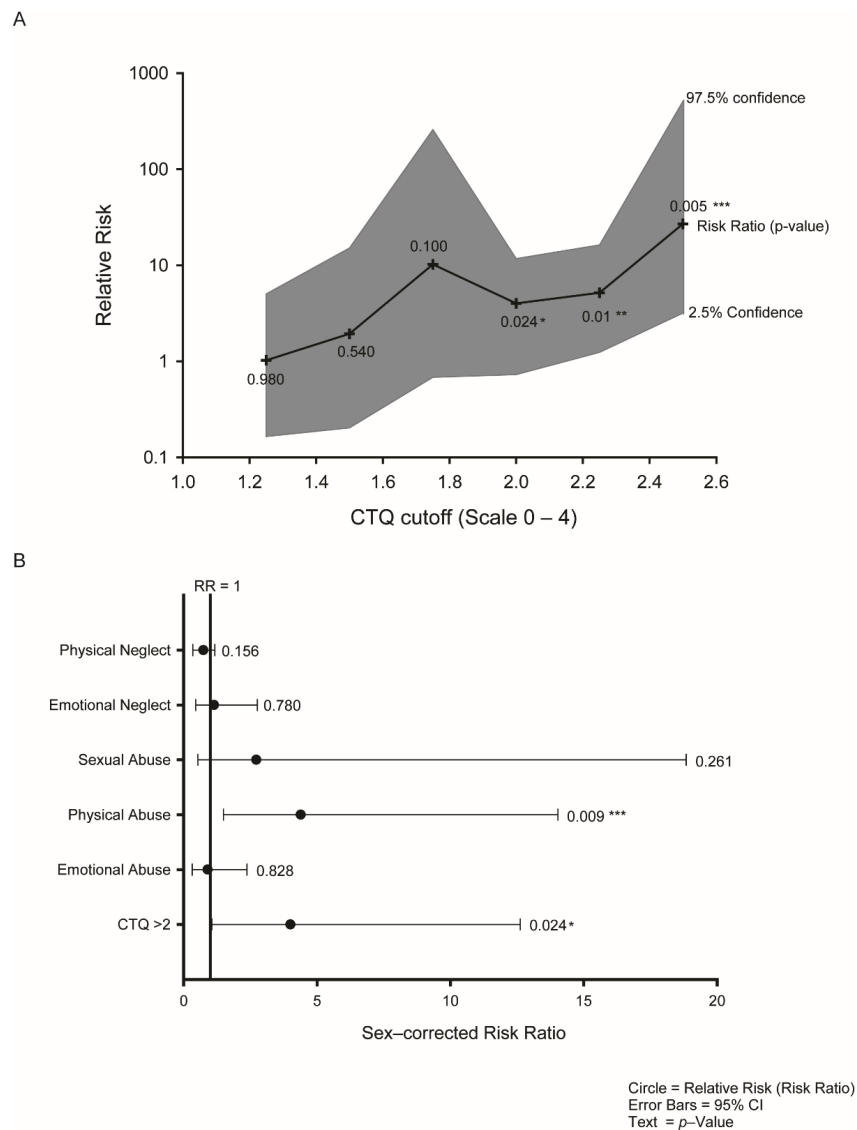 A
1000
97.5% confidence
100
0.005 ***
Risk Ratio (p-value)
0.100
Relative Risk
10
2.5% Confidence
0.024 *
0.01 **
0.540
1
0.980
0.1
1.0 1.2 1.4 1.6 1.8 2.0 2.2 2.4 2.6
CTQ cutoff (Scale 0 – 4)
B
RR = 1
Physical Neglect 0.156
Emotional Neglect 0.780
Sexual Abuse 0.261
Physical Abuse 0.009 ***
Emotional Abuse 0.828
CTQ >2 0.024 *
0 5 10 15 20
Sex–corrected Risk Ratio
Circle = Relative Risk (Risk Ratio)
Error Bars = 95% CI
Text = p–Value